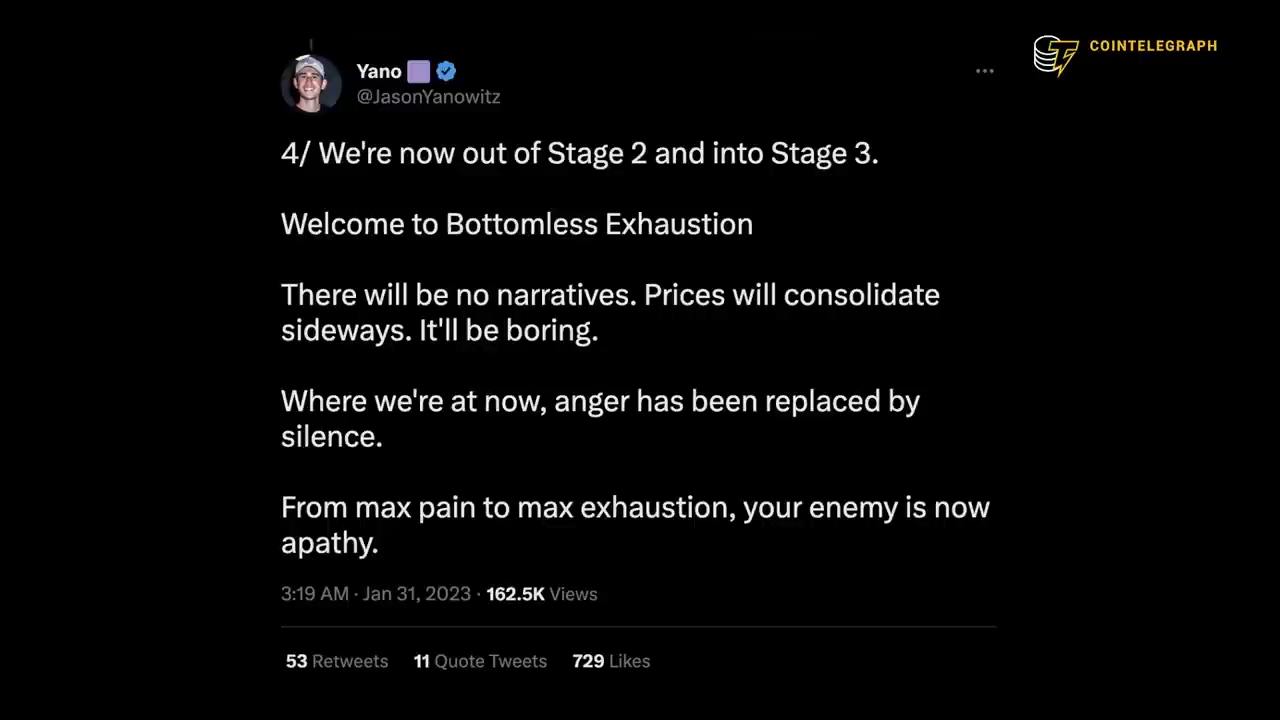 COINTELEGRAPH
Yano
@JasonYanowitz
4/ We're now out of Stage 2 and into Stage 3.
Welcome to Bottomless Exhaustion
There will be no narratives. Prices will consolidate
sideways. It'll be boring.
Where we're at now, anger has been replaced by
silence.
From max pain to max exhaustion, your enemy is now
apathy.
3:19 AM · Jan 31, 2023 · 162.5K Views
53 Retweets 11 Quote Tweets 729 Likes